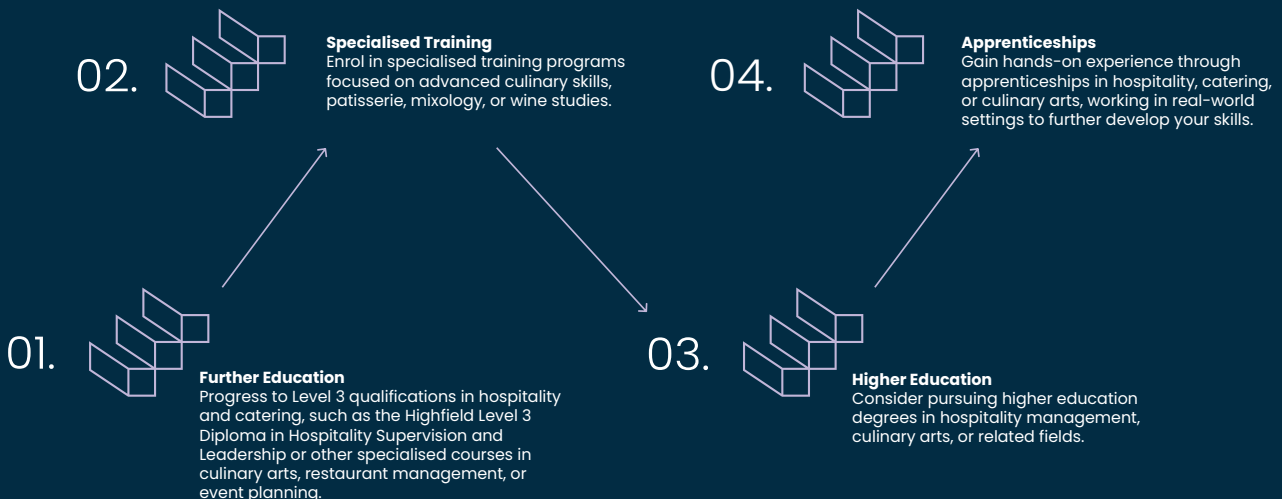 01.
Further Education
Progress to Level 3 qualifications in hospitality
and catering, such as the Highfield Level 3
Diploma in Hospitality Supervision and
Leadership or other specialised courses in
culinary arts, restaurant management, or
event planning.
02.
Specialised Training
Enrol in specialised training programs
focused on advanced culinary skills,
patisserie, mixology, or wine studies.
03.
Higher Education
Consider pursuing higher education
degrees in hospitality management,
culinary arts, or related fields.
04.
Apprenticeships
Gain hands-on experience through
apprenticeships in hospitality, catering,
or culinary arts, working in real-world
settings to further develop your skills.